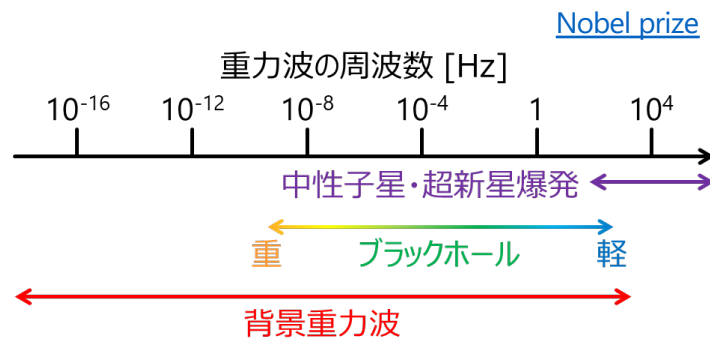 Nobel prize
重力波の周波数 [Hz]
10⁻¹⁶ 10⁻¹² 10⁻⁸ 10⁻⁴ 1 10⁴
中性子星・超新星爆発
重 ブラックホール 軽
背景重力波